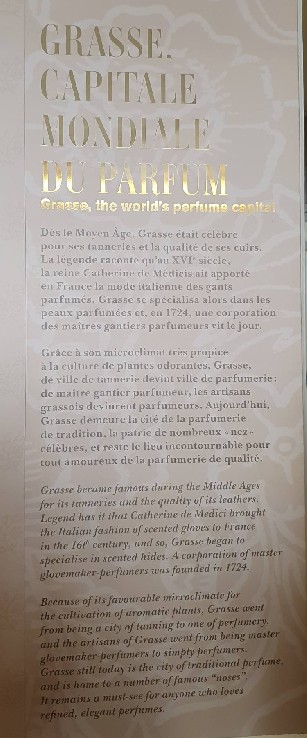 GRASSE.
CAPITALE
MONDIALE
DU PARFUM
Grasse, the world's perfume capital
Dès le Moyen Âge, Grasse était célèbre
pour ses tanneries et la qualité de ses cuirs.
La légende raconte qu'au XVIe siècle,
la reine Catherine de Médicis ait apporté
en France la mode italienne des gants
parfumés. Grasse se spécialisa alors dans les
peaux parfumées et, en 1724, une corporation
des maîtres gantiers parfumeurs vit le jour.
Grâce à son microclimat très propice
à la culture de plantes odorantes, Grasse,
de ville de tannerie devint ville de parfumerie :
de maître gantier parfumeur, les artisans
grassois devinrent parfumeurs. Aujourd'hui,
Grasse demeure la cité de la parfumerie
de tradition, la patrie de nombreux « nez »
célèbres, et reste le lieu incontournable pour
tout amoureux de la parfumerie de qualité.
Grasse became famous during the Middle Ages
for its tanneries and the quality of its leathers.
Legend has it that Catherine de Medici brought
the Italian fashion of scented gloves to France
in the 16th century, and so, Grasse began to
specialise in scented hides. A corporation of master
glovemaker-perfumers was founded in 1724.
Because of its favourable microclimate for
the cultivation of aromatic plants, Grasse went
from being a city of tanning to one of perfumery,
and the artisans of Grasse went from being master
glovemaker-perfumers to simply perfumers.
Grasse still today is the city of traditional perfume,
and is home to a number of famous "noses".
It remains a must-see for anyone who loves
refined, elegant perfumes.